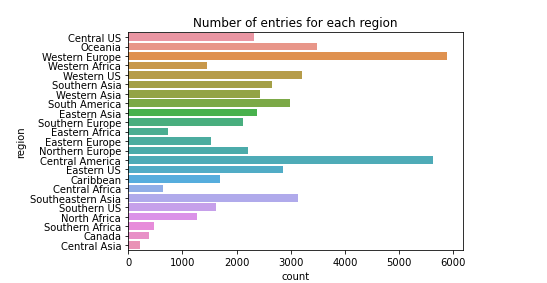 Number of entries for each region
Central US
Oceania
Western Europe
Western Africa
Western US
Southern Asia
Western Asia
South America
Eastern Asia
Southern Europe
Eastern Africa
Eastern Europe
Northern Europe
Central America
Eastern US
Caribbean
Central Africa
Southeastern Asia
Southern US
North Africa
Southern Africa
Canada
Central Asia
region
0 1000 2000 3000 4000 5000 6000
count